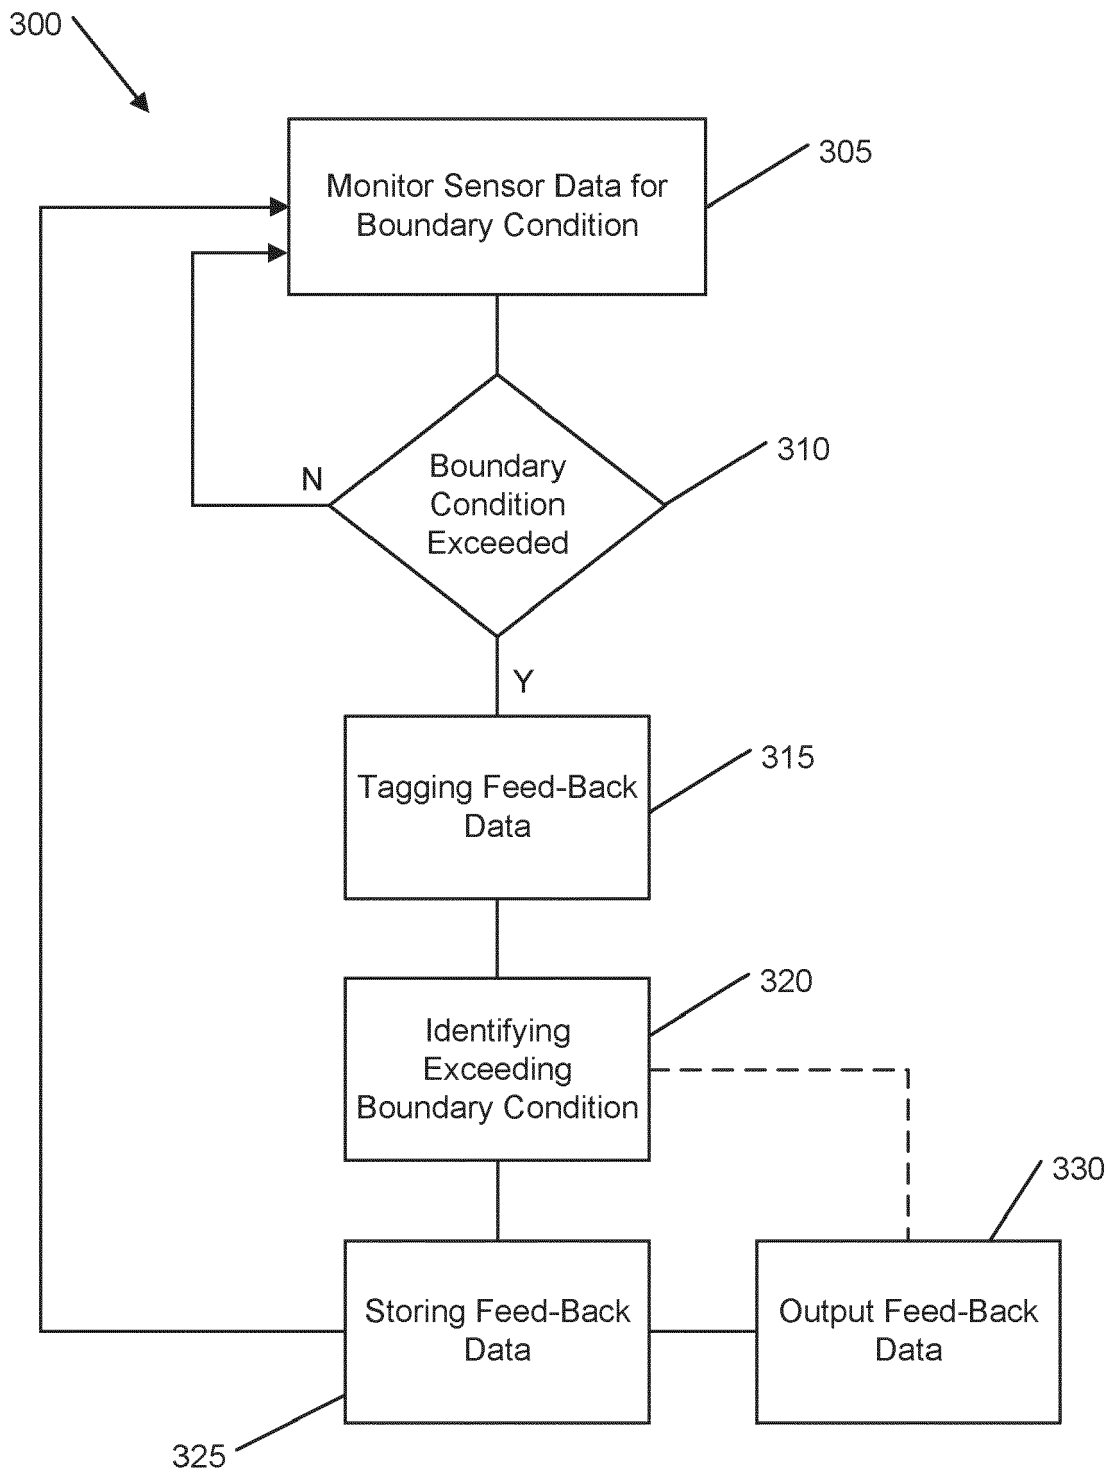 300
Monitor Sensor Data for
Boundary Condition
305
Boundary
Condition
Exceeded
310
N
Y
Tagging Feed-Back
Data
315
Identifying
Exceeding
Boundary Condition
320
Storing Feed-Back
Data
325
Output Feed-Back
Data
330